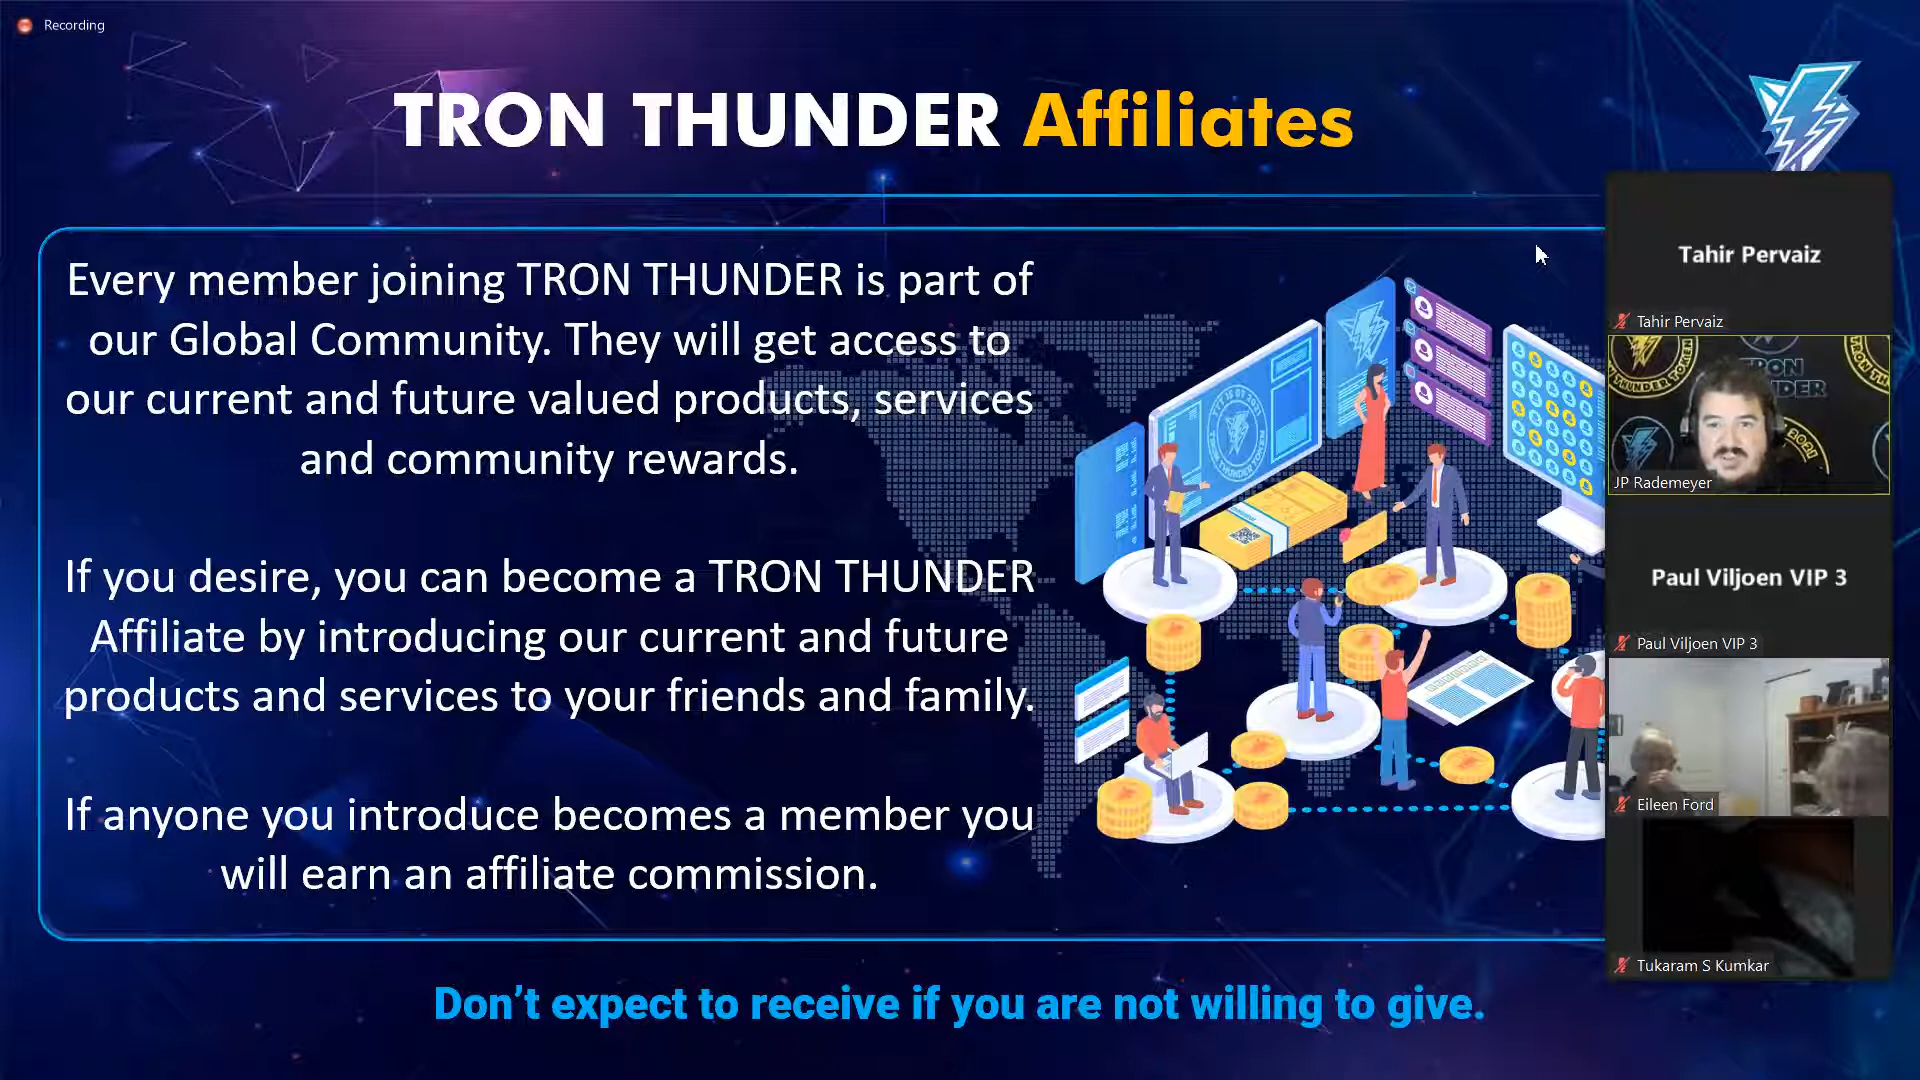 Recording
TRON THUNDER Affiliates
Every member joining TRON THUNDER is part of
our Global Community. They will get access to
our current and future valued products, services
and community rewards.
If you desire, you can become a TRON THUNDER
Affiliate by introducing our current and future
products and services to your friends and family.
If anyone you introduce becomes a member you
will earn an affiliate commission.
Don’t expect to receive if you are not willing to give.
Tahir Pervaiz
Tahir Pervaiz
JP Rademeyer
Paul Viljoen VIP 3
Paul Viljoen VIP 3
Eileen Ford
Tukaram S Kumkar